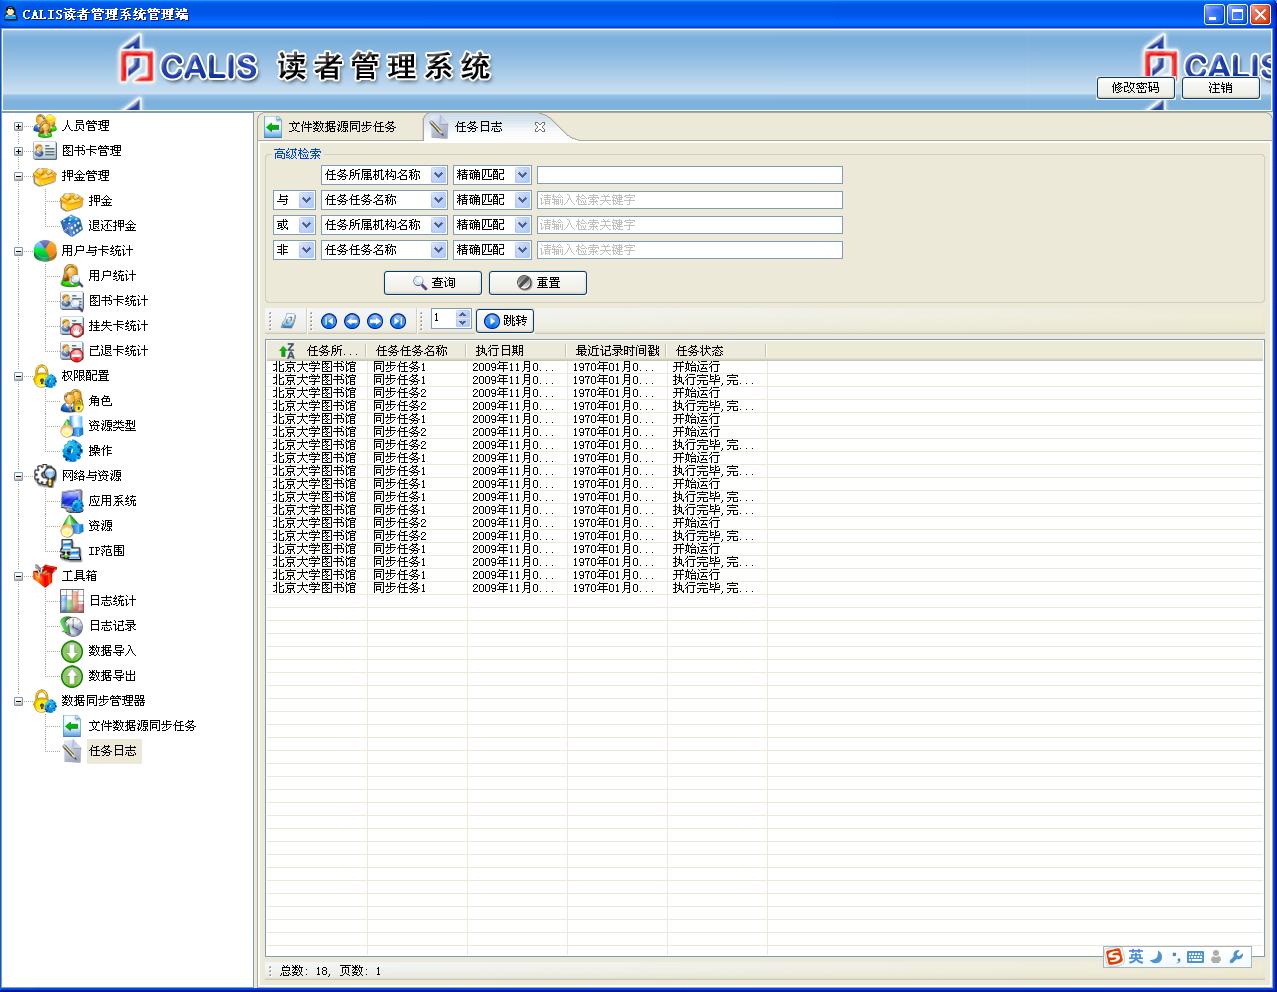 CALIS读者管理系统管理端
CALIS 读者管理系统
CALIS
修改密码 注销
人员管理
图书卡管理
押金管理
押金
退还押金
用户与卡统计
用户统计
图书卡统计
挂失卡统计
已退卡统计
权限配置
角色
资源类型
操作
网络与资源
应用系统
资源
IP范围
工具箱
日志统计
日志记录
数据导入
数据导出
数据同步管理器
文件数据源同步任务
任务日志
文件数据源同步任务 任务日志
高级检索
任务所属机构名称 精确匹配
与 任务任务名称 精确匹配 请输入检索关键字
或 任务所属机构名称 精确匹配 请输入检索关键字
非 任务任务名称 精确匹配 请输入检索关键字
查询 重置
1 跳转
任务所... 任务任务名称 执行日期 最近记录时间戳 任务状态
北京大学图书馆 同步任务1 2009年11月0... 1970年01月0... 开始运行
北京大学图书馆 同步任务1 2009年11月0... 1970年01月0... 执行完毕,完...
北京大学图书馆 同步任务2 2009年11月0... 1970年01月0... 开始运行
北京大学图书馆 同步任务2 2009年11月0... 1970年01月0... 执行完毕,完...
北京大学图书馆 同步任务1 2009年11月0... 1970年01月0... 开始运行
北京大学图书馆 同步任务2 2009年11月0... 1970年01月0... 开始运行
北京大学图书馆 同步任务2 2009年11月0... 1970年01月0... 执行完毕,完...
北京大学图书馆 同步任务1 2009年11月0... 1970年01月0... 开始运行
北京大学图书馆 同步任务1 2009年11月0... 1970年01月0... 执行完毕,完...
北京大学图书馆 同步任务1 2009年11月0... 1970年01月0... 开始运行
北京大学图书馆 同步任务1 2009年11月0... 1970年01月0... 执行完毕,完...
北京大学图书馆 同步任务1 2009年11月0... 1970年01月0... 执行完毕,完...
北京大学图书馆 同步任务2 2009年11月0... 1970年01月0... 开始运行
北京大学图书馆 同步任务2 2009年11月0... 1970年01月0... 执行完毕,完...
北京大学图书馆 同步任务1 2009年11月0... 1970年01月0... 开始运行
北京大学图书馆 同步任务1 2009年11月0... 1970年01月0... 执行完毕,完...
北京大学图书馆 同步任务1 2009年11月0... 1970年01月0... 开始运行
北京大学图书馆 同步任务1 2009年11月0... 1970年01月0... 执行完毕,完...
英
总数: 18, 页数: 1